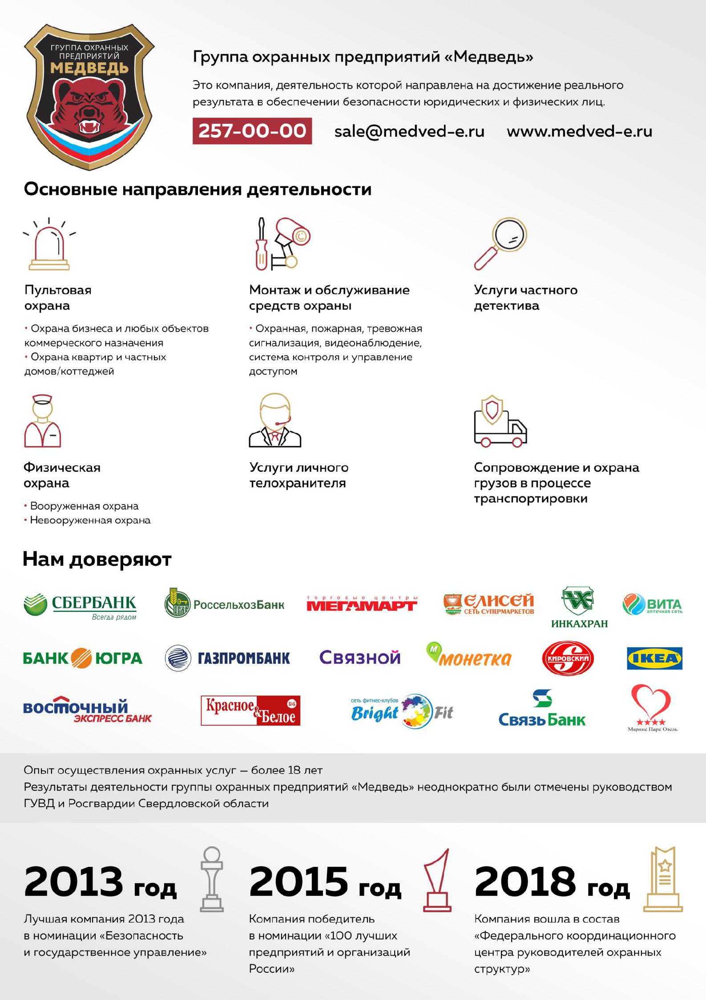 ГРУППА ОХРАННЫХ
ПРЕДПРИЯТИЙ
МЕДВЕДЬ
Группа охранных предприятий «Медведь»
Это компания, деятельность которой направлена на достижение реального
результата в обеспечении безопасности юридических и физических лиц.
257-00-00
sale@medved-e.ru
www.medved-e.ru
Основные направления деятельности
Пультовая
охрана
• Охрана бизнеса и любых объектов
коммерческого назначения
• Охрана квартир и частных
домов/коттеджей
Монтаж и обслуживание
средств охраны
• Охранная, пожарная, тревожная
сигнализация, видеонаблюдение,
система контроля и управление
доступом
Услуги частного
детектива
Физическая
охрана
• Вооруженная охрана
• Невооруженная охрана
Услуги личного
телохранителя
Сопровождение и охрана
грузов в процессе
транспортировки
Нам доверяют
СБЕРБАНК
Всегда рядом
РСХБ
РоссельхозБанк
торговые центры
МЕГАМАРТ
ЕЛИСЕЙ
ЕЛИСЕЙ
СЕТЬ СУПЕРМАРКЕТОВ
ИНКАХРАН
ВИТА
аптечная сеть
БАНК ЮГРА
ГАЗПРОМБАНК
Связной
М
монетка
КИРОВСКИЙ
IKEA
восточный
ЭКСПРЕСС БАНК
Красное
&
Белое
К&Б
сеть фитнес-клубов
Bright Fit
Связь Банк
Маринс Парк Отель
Опыт осуществления охранных услуг — более 18 лет
Результаты деятельности группы охранных предприятий «Медведь» неоднократно были отмечены руководством
ГУВД и Росгвардии Свердловской области
2013 год
Лучшая компания 2013 года
в номинации «Безопасность
и государственное управление»
2015 год
Компания победитель
в номинации «100 лучших
предприятий и организаций
России»
2018 год
Компания вошла в состав
«Федерального координационного
центра руководителей охранных
структур»